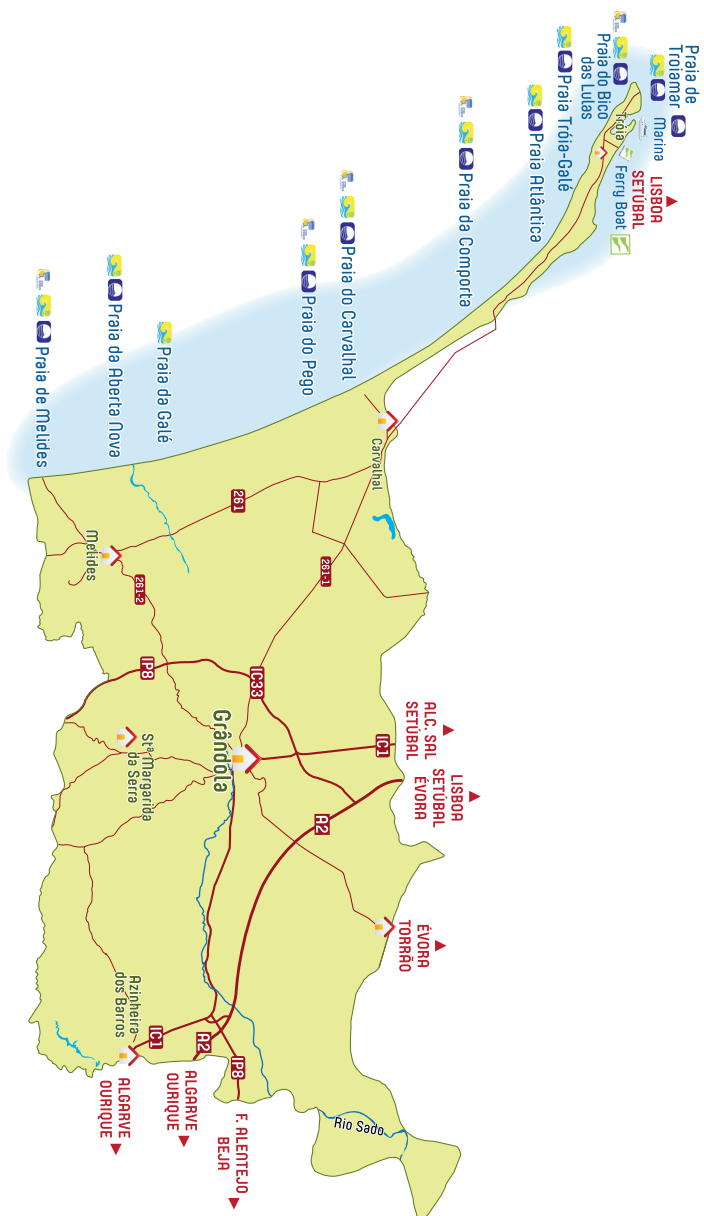 Praia de
Troiamar
Marina
LISBOA
SETÚBAL
Praia do Bico
das Lulas
Tróia
Ferry Boat
Praia Tróia-Galé
Praia Atlântica
Praia da Comporta
Praia do Carvalhal
Praia do Pego
Praia da Galé
Praia da Aberta Nova
Praia de Melides
Carvalhal
261
261-1
Melides
261-2
IP8
IC33
ALC. SAL
SETÚBAL
IC1
LISBOA
SETÚBAL
ÉVORA
Grândola
Stª Margarida
da Serra
A2
ÉVORA
TORRÃO
Azinheira
dos Barros
IC1
A2
IP8
ALGARVE
OURIQUE
ALGARVE
OURIQUE
F. ALENTEJO
BEJA
Rio Sado